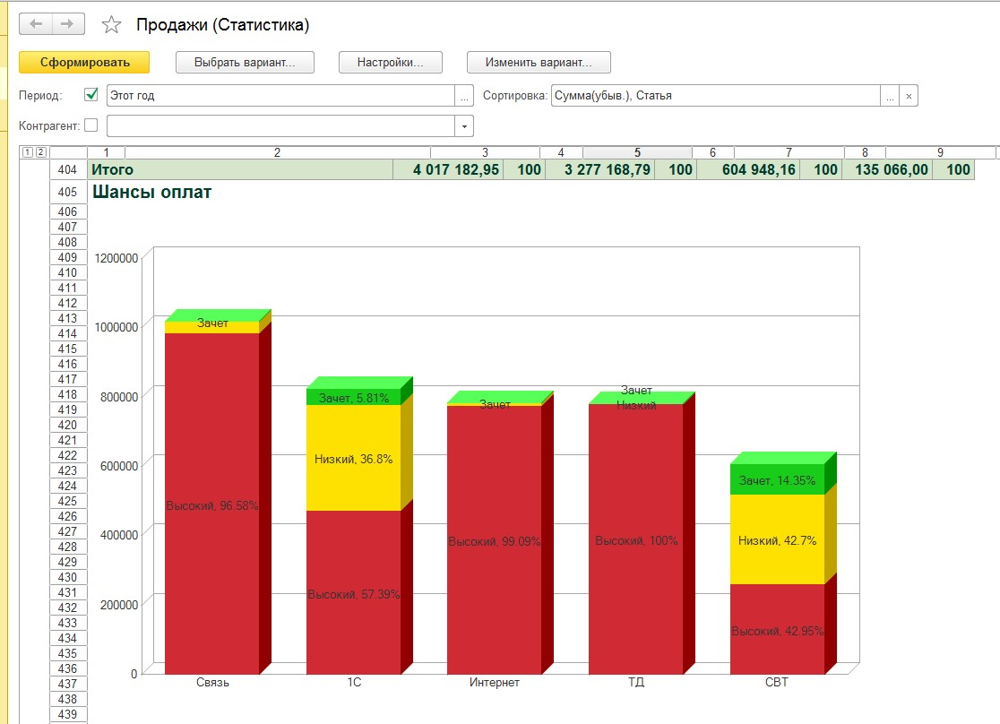 Продажи (Статистика)
Сформировать Выбрать вариант... Настройки... Изменить вариант...
Период: Этот год ... Сортировка: Сумма(убыв.), Статья ... ×
Контрагент:
1 2 1 2 3 4 5 6 7 8 9
404 Итого 4 017 182,95 100 3 277 168,79 100 604 948,16 100 135 066,00 100
405 Шансы оплат
406
407
408
409 1200000
410
411
412
413 Зачет
414 1000000
415
416
417 Зачет
418 800000 Зачет, 5.81%
419 Зачет Низкий
420
421
422 Низкий, 36.8%
423 600000 Зачет, 14.35%
424
425 Высокий, 96.58%
426
427 400000 Высокий, 99.09% Высокий, 100% Низкий, 42.7%
428
429
430
431 Высокий, 57.39%
432 200000
433
434 Высокий, 42.95%
435
436 0
437 Связь 1С Интернет ТД СВТ
438
439